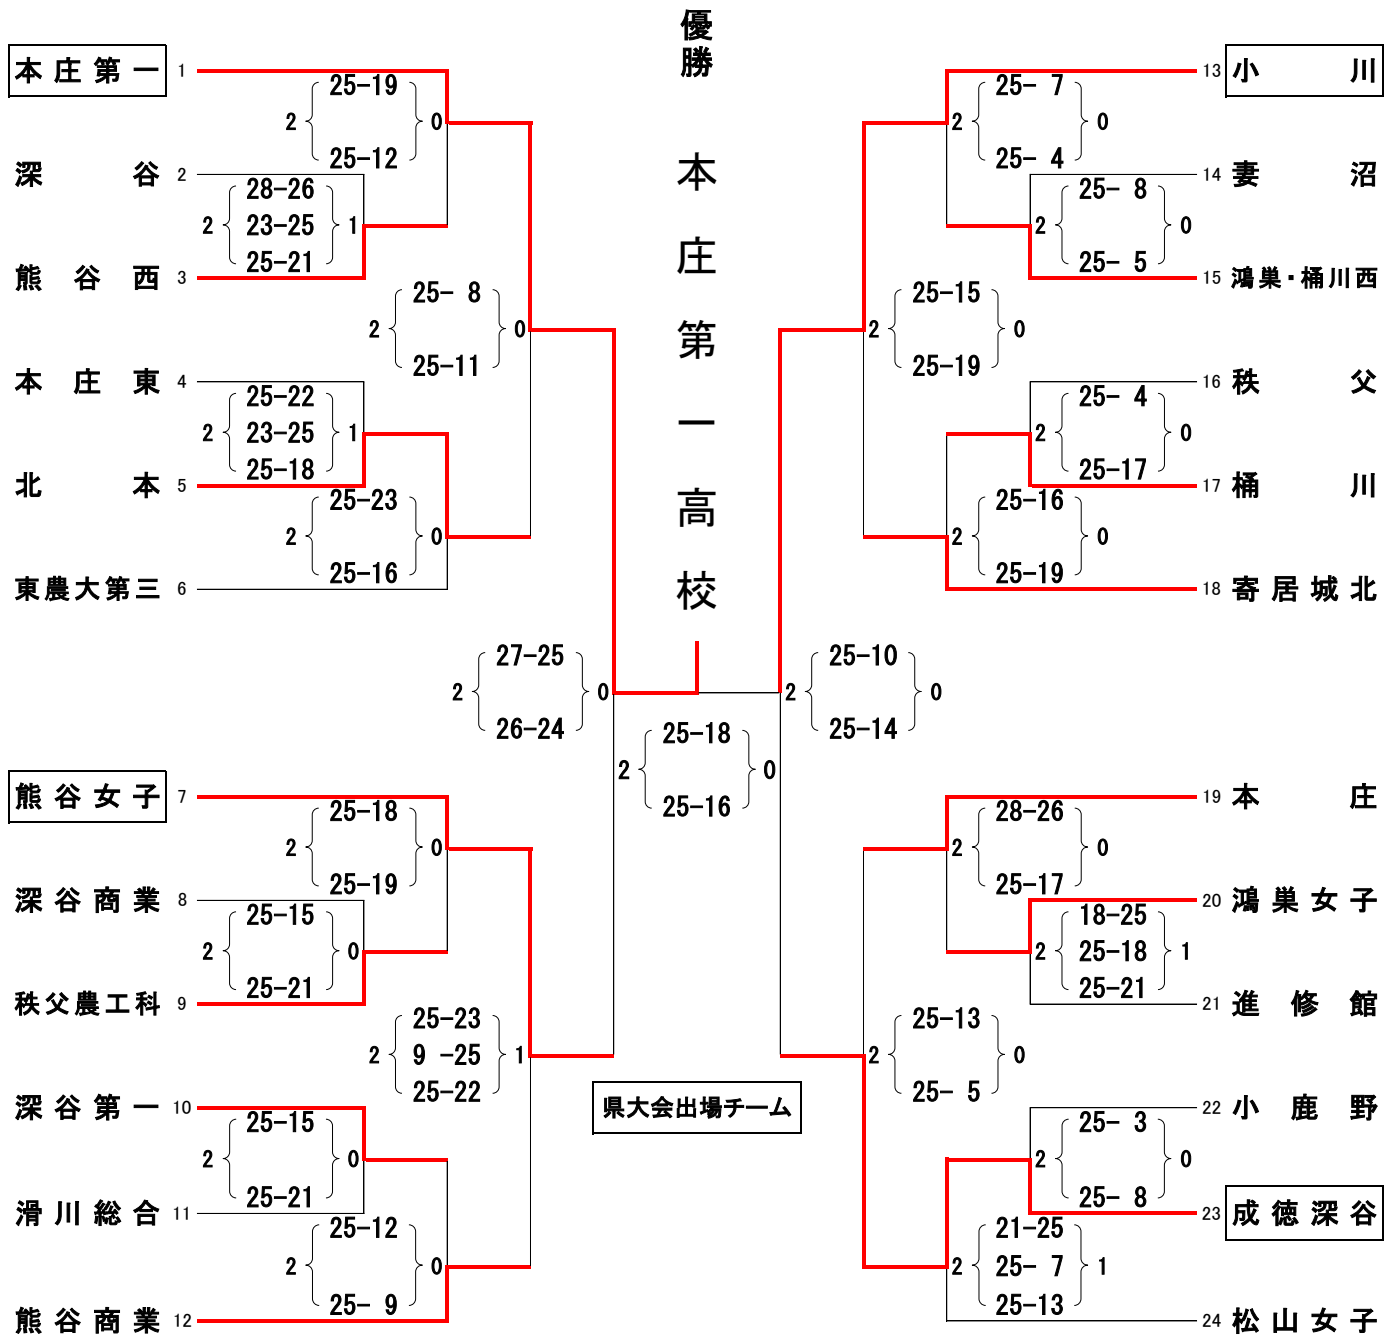 優勝
本庄第一高校
本庄第一 1
25-19
2 0
25-12
深谷 2
28-26
2 23-25 1
25-21
熊谷西 3
25- 8
2 0
25-11
本庄東 4
25-22
2 23-25 1
25-18
北本 5
25-23
2 0
25-16
東農大第三 6
27-25
2 0
26-24
熊谷女子 7
25-18
2 0
25-19
深谷商業 8
25-15
2 0
25-21
秩父農工科 9
25-23
2 9 -25 1
25-22
深谷第一 10
25-15
2 0
25-21
滑川総合 11
25-12
2 0
25- 9
熊谷商業 12
25-18
2 0
25-16
県大会出場チーム
13 小川
25- 7
2 0
25- 4
14 妻沼
25- 8
2 0
25- 5
15 鴻巣・桶川西
25-15
2 0
25-19
16 秩父
25- 4
2 0
25-17
17 桶川
25-16
2 0
25-19
18 寄居城北
25-10
2 0
25-14
19 本庄
28-26
2 0
25-17
20 鴻巣女子
18-25
2 25-18 1
25-21
21 進修館
25-13
2 0
25- 5
22 小鹿野
25- 3
2 0
25- 8
23 成徳深谷
21-25
2 25- 7 1
25-13
24 松山女子